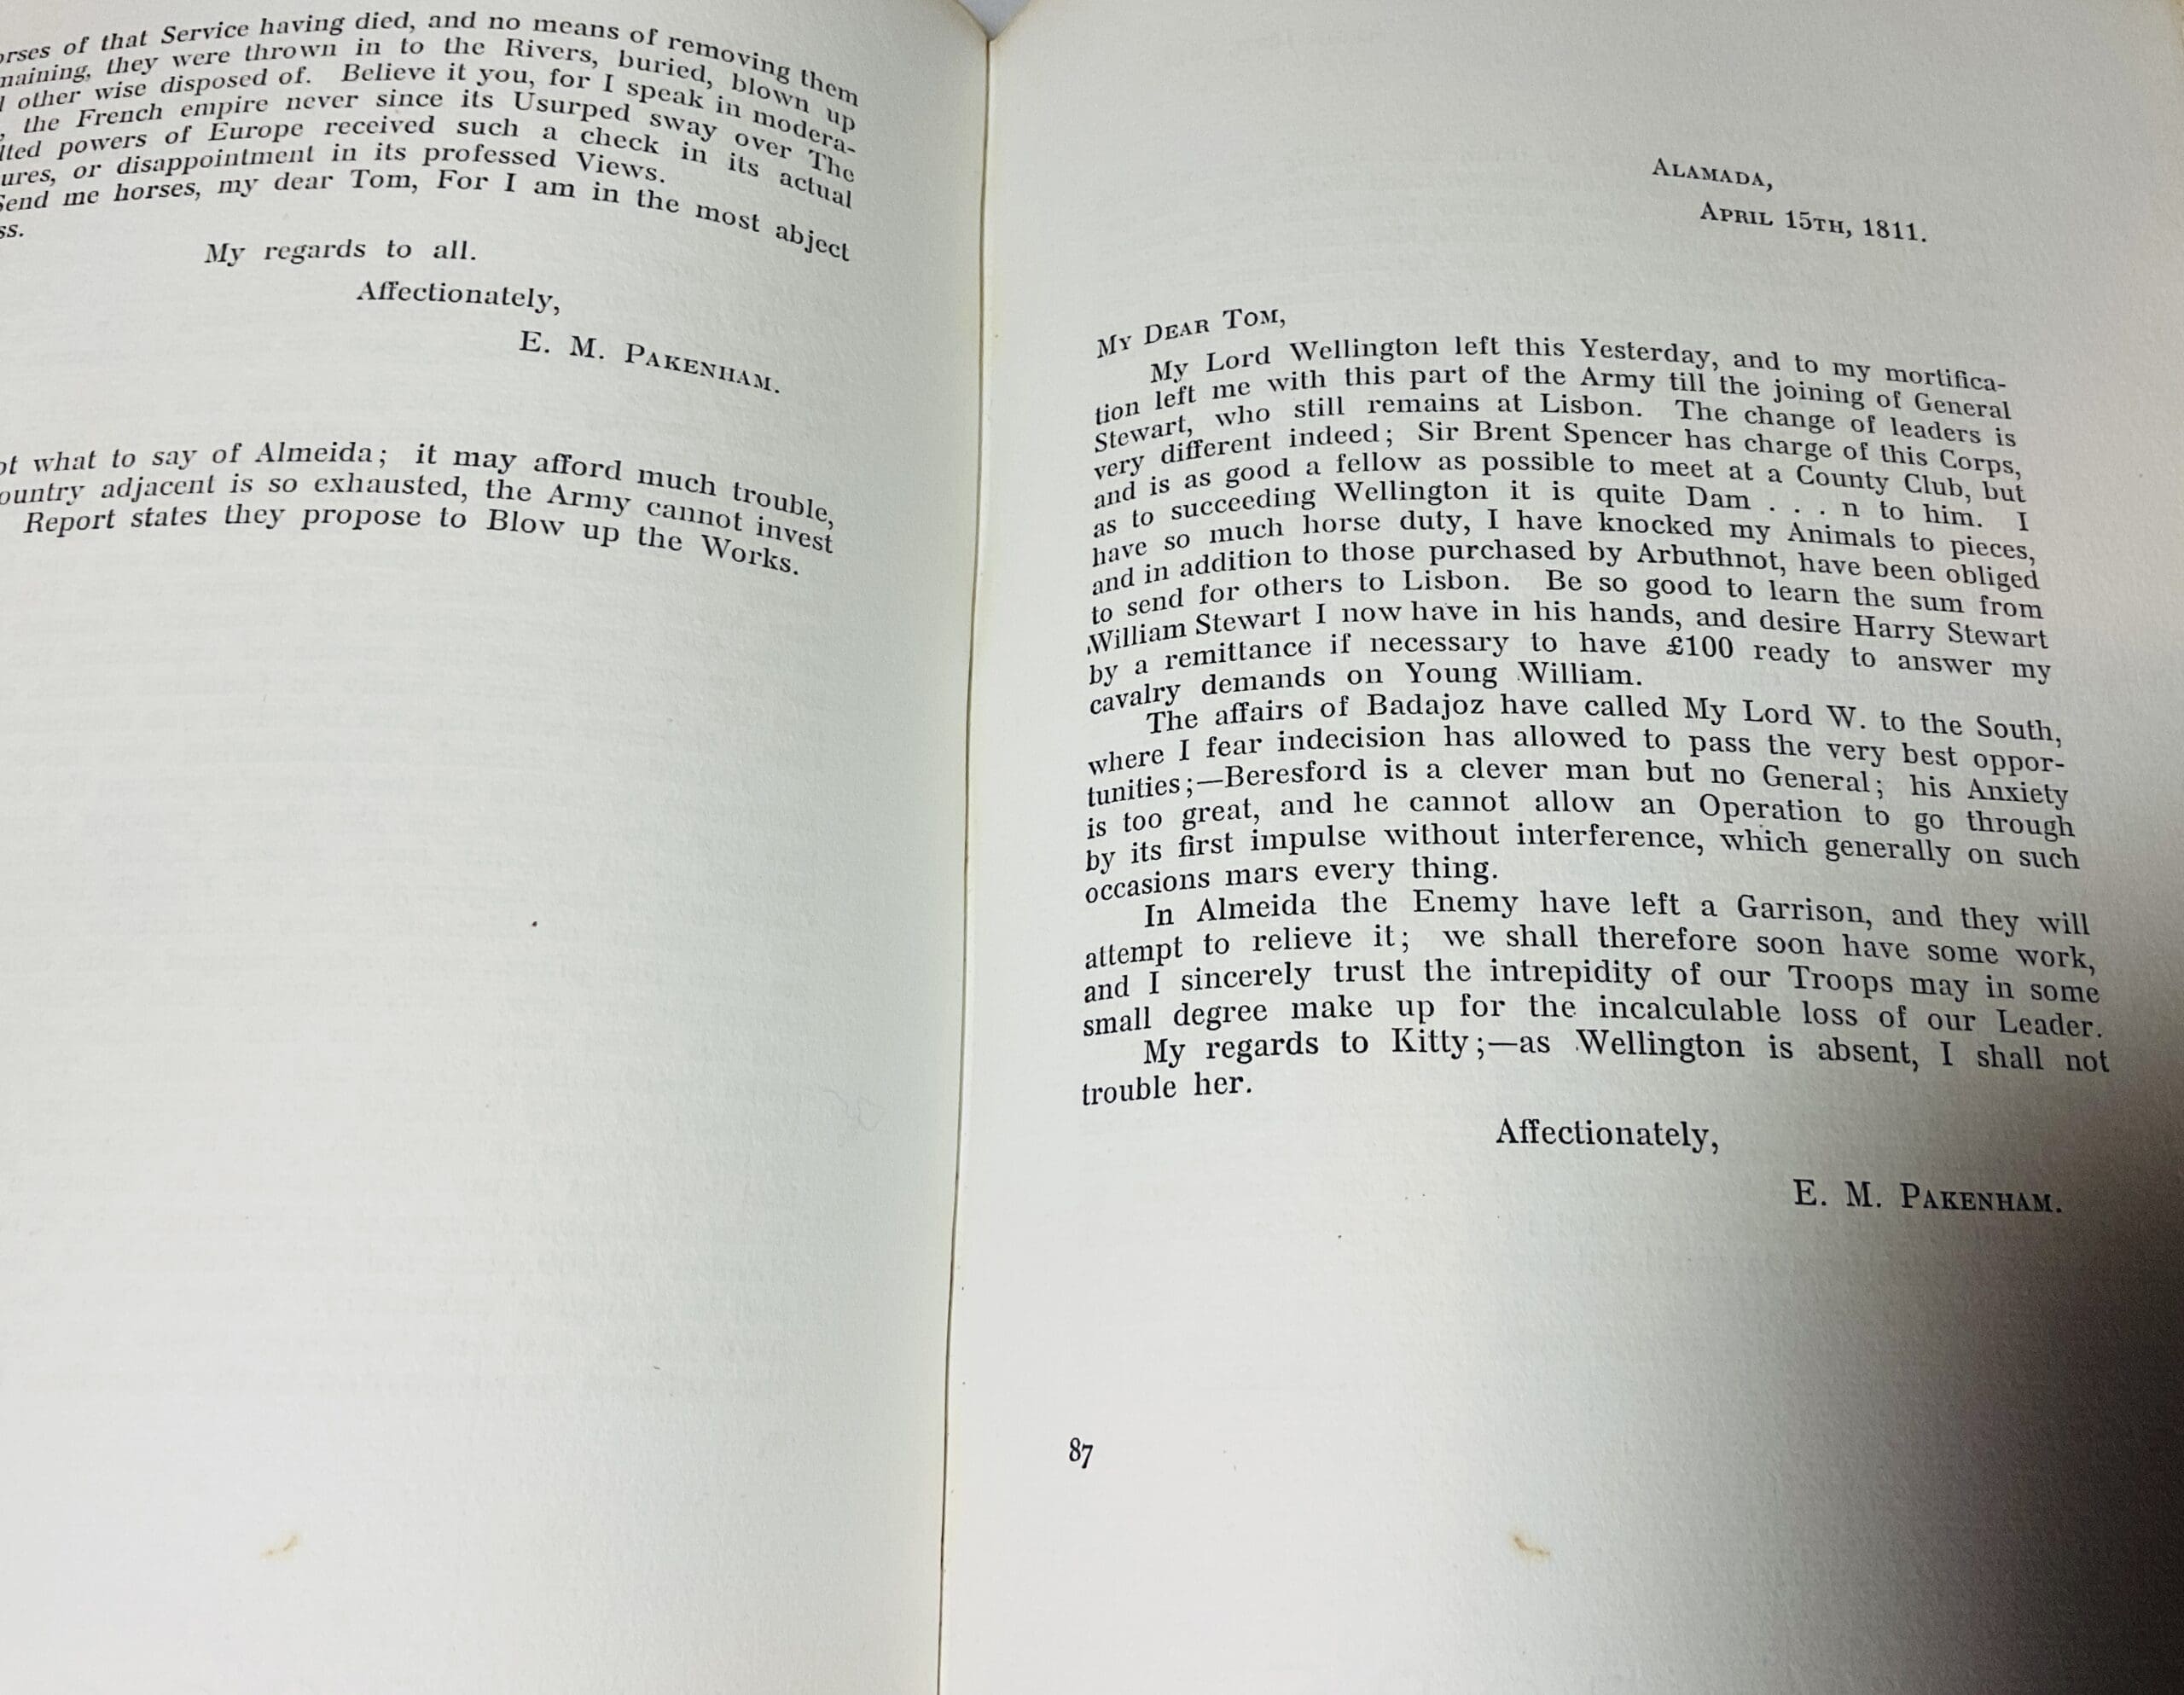 of that Service having died, and no means of removing them
they were thrown in to the Rivers, buried, blown up
other wise disposed of. Believe it you, for I speak in modera-
the French empire never since its Usurped sway over The
powers of Europe received such a check in its actual
or disappointment in its professed Views.
Send me horses, my dear Tom, For I am in the most abject
My regards to all.
Affectionately,
E. M. PAKENHAM.
what to say of Almeida; it may afford much trouble,
adjacent is so exhausted, the Army cannot invest
Report states they propose to Blow up the Works.
ALAMADA,
APRIL 15TH, 1811.
MY DEAR TOM,
My Lord Wellington left this Yesterday, and to my mortifica-
tion left me with this part of the Army till the joining of General
Stewart, who still remains at Lisbon. The change of leaders is
very different indeed; Sir Brent Spencer has charge of this Corps,
and is as good a fellow as possible to meet at a County Club, but
as to succeeding Wellington it is quite Dam . . . n to him. I
have so much horse duty, I have knocked my Animals to pieces,
and in addition to those purchased by Arbuthnot, have been obliged
to send for others to Lisbon. Be so good to learn the sum from
William Stewart I now have in his hands, and desire Harry Stewart
by a remittance if necessary to have £100 ready to answer my
cavalry demands on Young William.
The affairs of Badajoz have called My Lord W. to the South,
where I fear indecision has allowed to pass the very best oppor-
tunities;—Beresford is a clever man but no General; his Anxiety
is too great, and he cannot allow an Operation to go through
by its first impulse without interference, which generally on such
occasions mars every thing.
In Almeida the Enemy have left a Garrison, and they will
attempt to relieve it; we shall therefore soon have some work,
and I sincerely trust the intrepidity of our Troops may in some
small degree make up for the incalculable loss of our Leader.
My regards to Kitty;—as Wellington is absent, I shall not
trouble her.
Affectionately,
E. M. PAKENHAM.
87